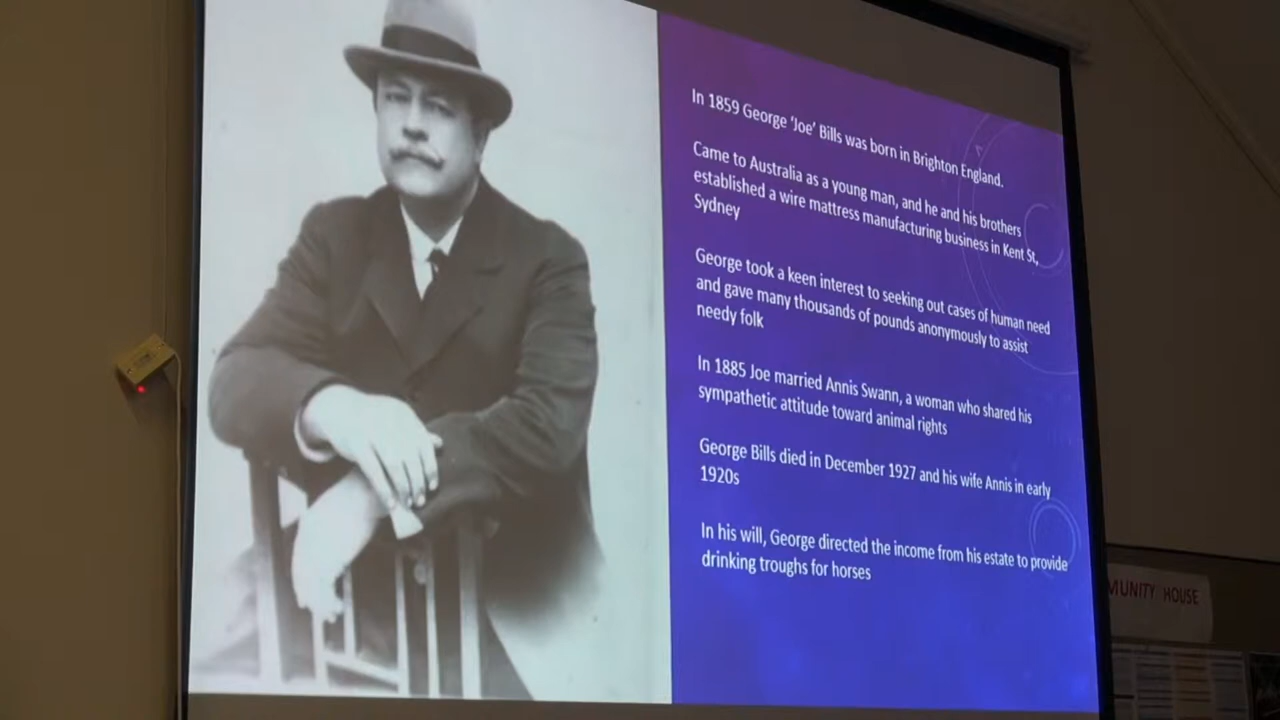 In 1859 George 'Joe' Bills was born in Brighton England.
Came to Australia as a young man, and he and his brothers
established a wire mattress manufacturing business in Kent St,
Sydney
George took a keen interest to seeking out cases of human need
and gave many thousands of pounds anonymously to assist
needy folk
In 1885 Joe married Annis Swann, a woman who shared his
sympathetic attitude toward animal rights
George Bills died in December 1927 and his wife Annis in early
1920s
In his will, George directed the income from his estate to provide
drinking troughs for horses
MUNITY HOUSE